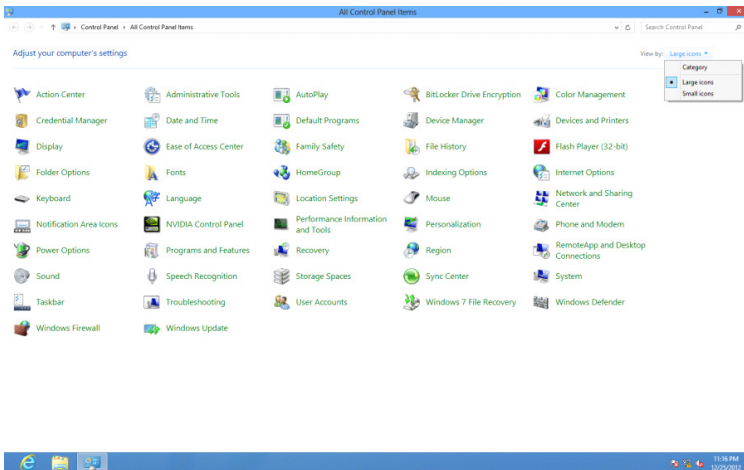 All Control Panel Items
Control Panel All Control Panel Items
Search Control Panel
Adjust your computer's settings
View by: Large icons
Category
Large icons
Small icons
Action Center Administrative Tools AutoPlay BitLocker Drive Encryption Color Management
Credential Manager Date and Time Default Programs Device Manager Devices and Printers
Display Ease of Access Center Family Safety File History Flash Player (32-bit)
Folder Options Fonts HomeGroup Indexing Options Internet Options
Keyboard Language Location Settings Mouse Network and Sharing
Center
Notification Area Icons NVIDIA Control Panel Performance Information
and Tools
Personalization Phone and Modem
Power Options Programs and Features Recovery Region RemoteApp and Desktop
Connections
Sound Speech Recognition Storage Spaces Sync Center System
Taskbar Troubleshooting User Accounts Windows 7 File Recovery Windows Defender
Windows Firewall Windows Update
11:16 PM
12/25/2012